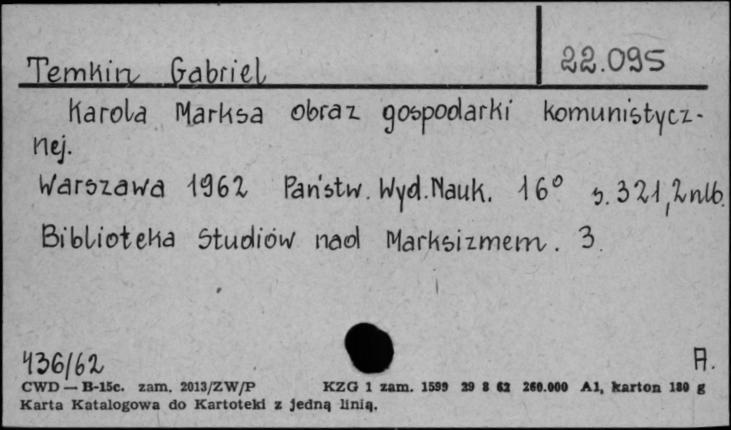 Temkin Gabriel 22.095
Karola Marksa obraz gospodarki komunistycz-
nej.
Warszawa 1962 Państw. Wyd. Nauk. 16° s. 321, 2 nlb.
Biblioteka Studiów nad Marksizmem. 3.
436/62 A.
CWD — B-15c. zam. 2013/ZW/P KZG 1 zam. 1599 29 8 62 260.000 A1, karton 180 g
Karta Katalogowa do Kartoteki z jedną linią.